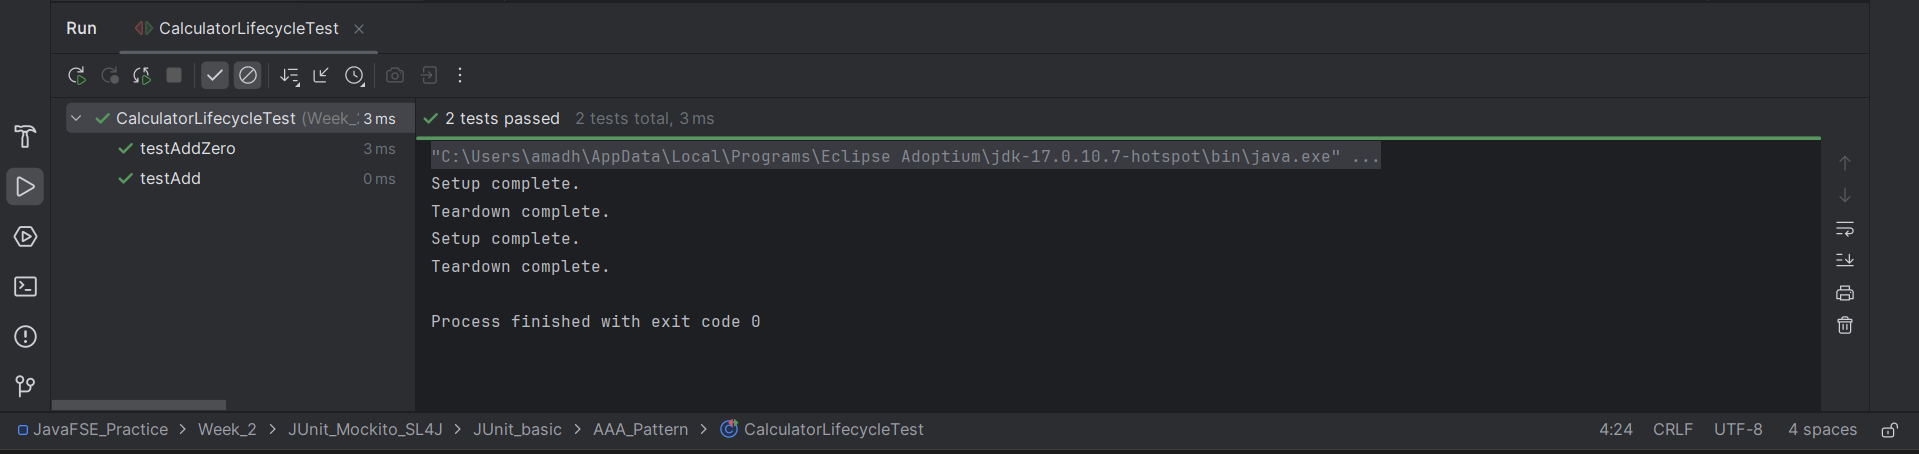 Run CalculatorLifecycleTest
CalculatorLifecycleTest (Week_ 3 ms
testAddZero 3 ms
testAdd 0 ms
2 tests passed 2 tests total, 3 ms
"C:\Users\amadh\AppData\Local\Programs\Eclipse Adoptium\jdk-17.0.10.7-hotspot\bin\java.exe" ...
Setup complete.
Teardown complete.
Setup complete.
Teardown complete.
Process finished with exit code 0
JavaFSE_Practice > Week_2 > JUnit_Mockito_SL4J > JUnit_basic > AAA_Pattern > CalculatorLifecycleTest 4:24 CRLF UTF-8 4 spaces